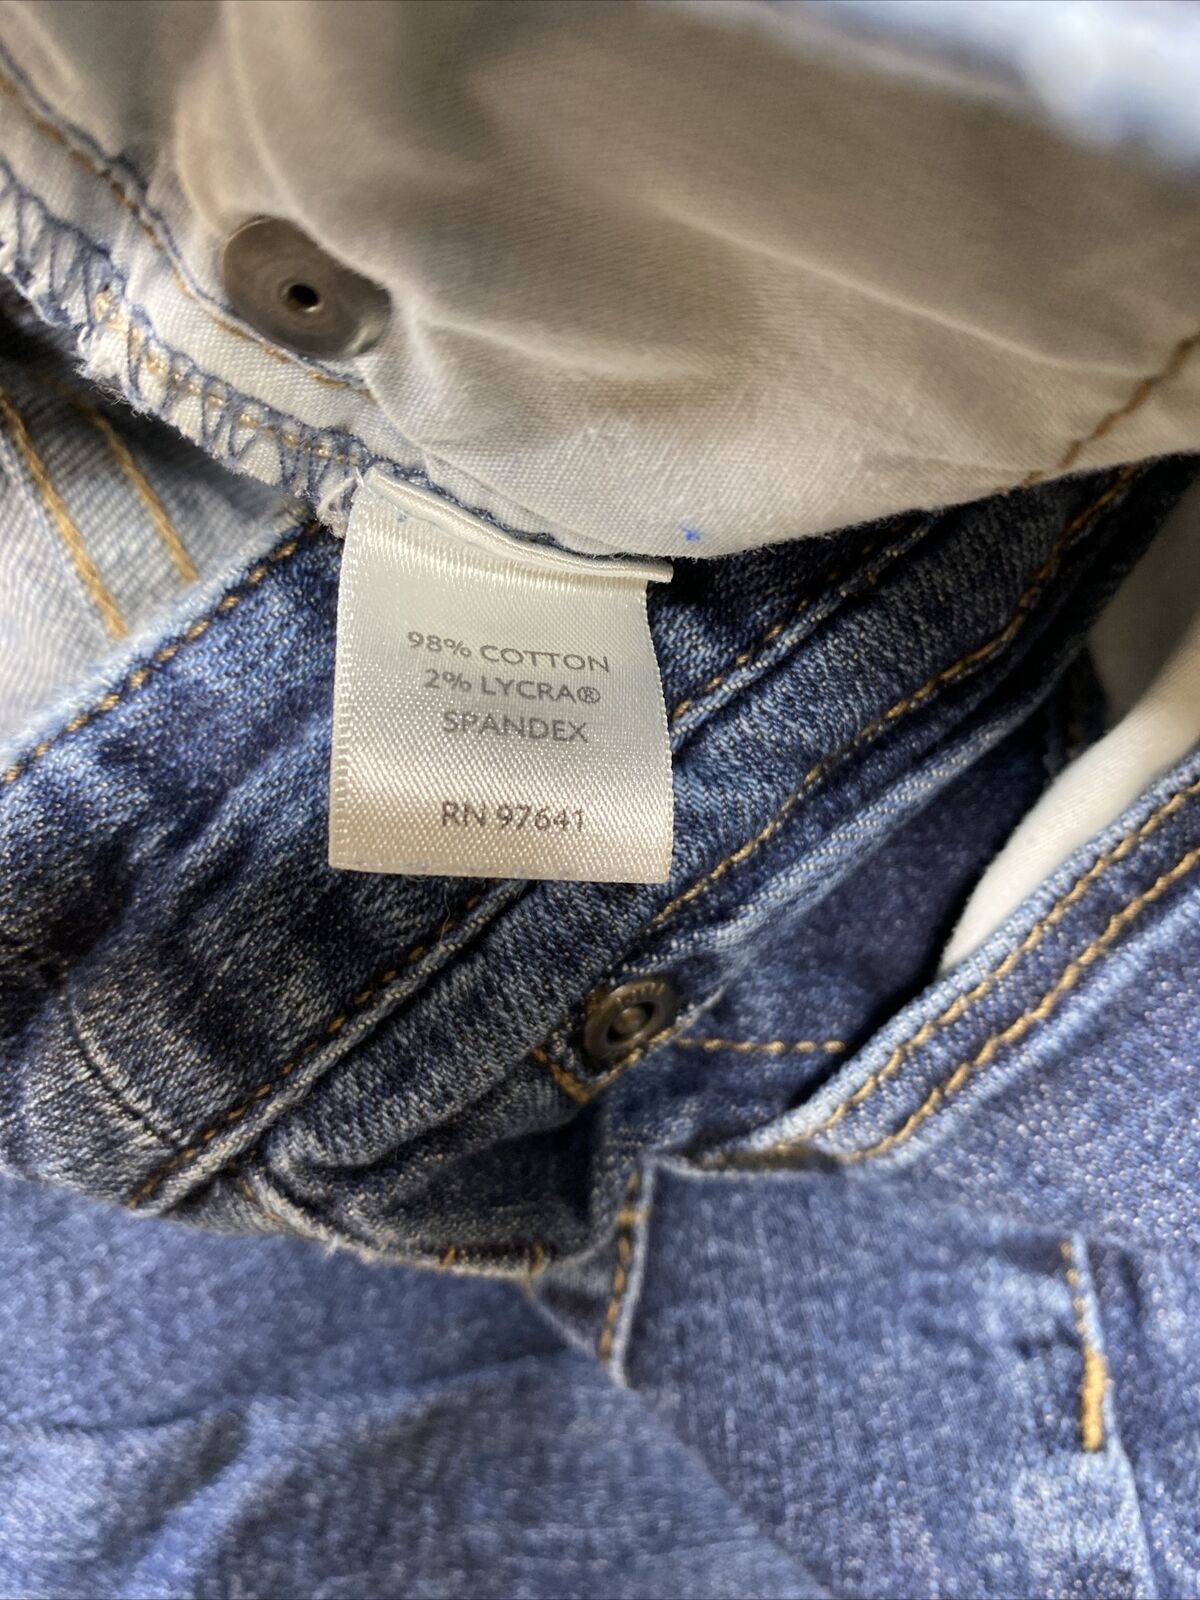 98% COTTON
2% LYCRA®
SPANDEX
RN 97641